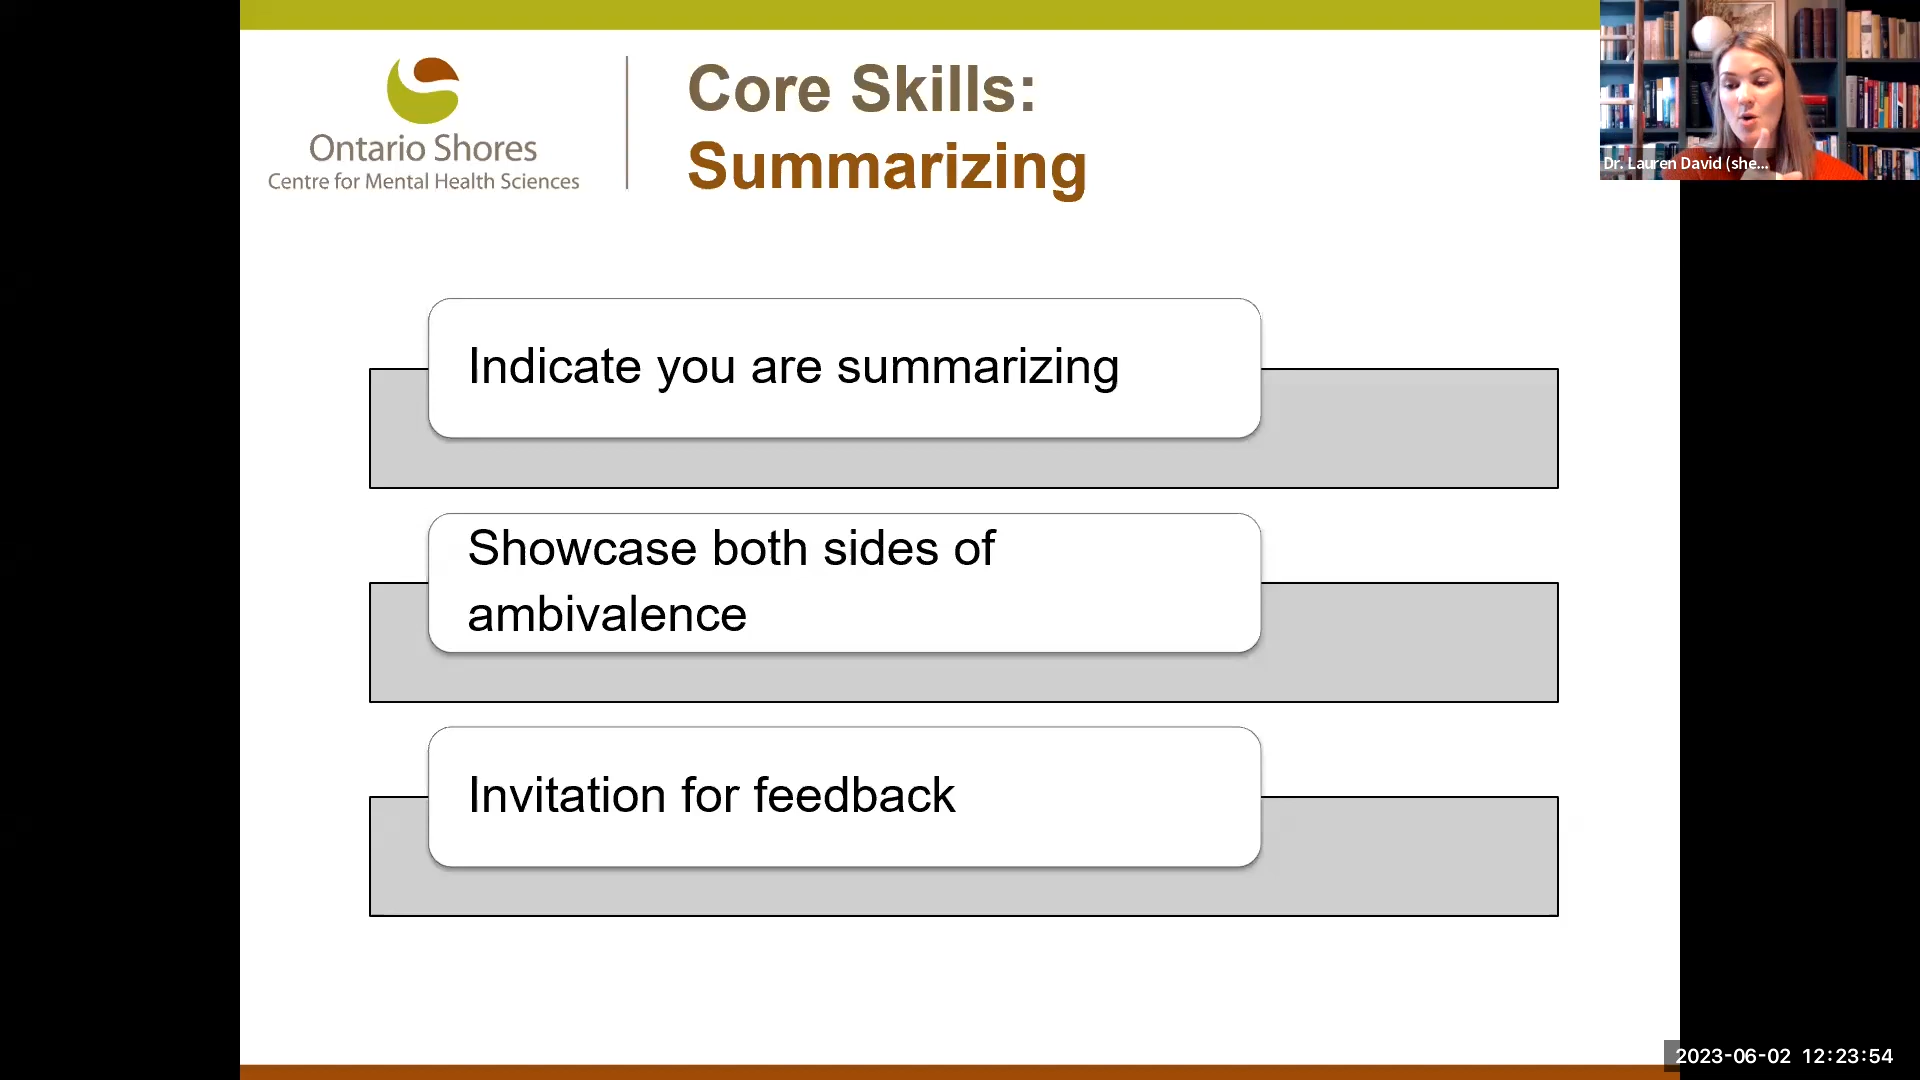 Core Skills:
Summarizing
Ontario Shores
Centre for Mental Health Sciences
Dr. Lauren David (she...
Indicate you are summarizing
Showcase both sides of
ambivalence
Invitation for feedback
2023-06-02 12:23:54